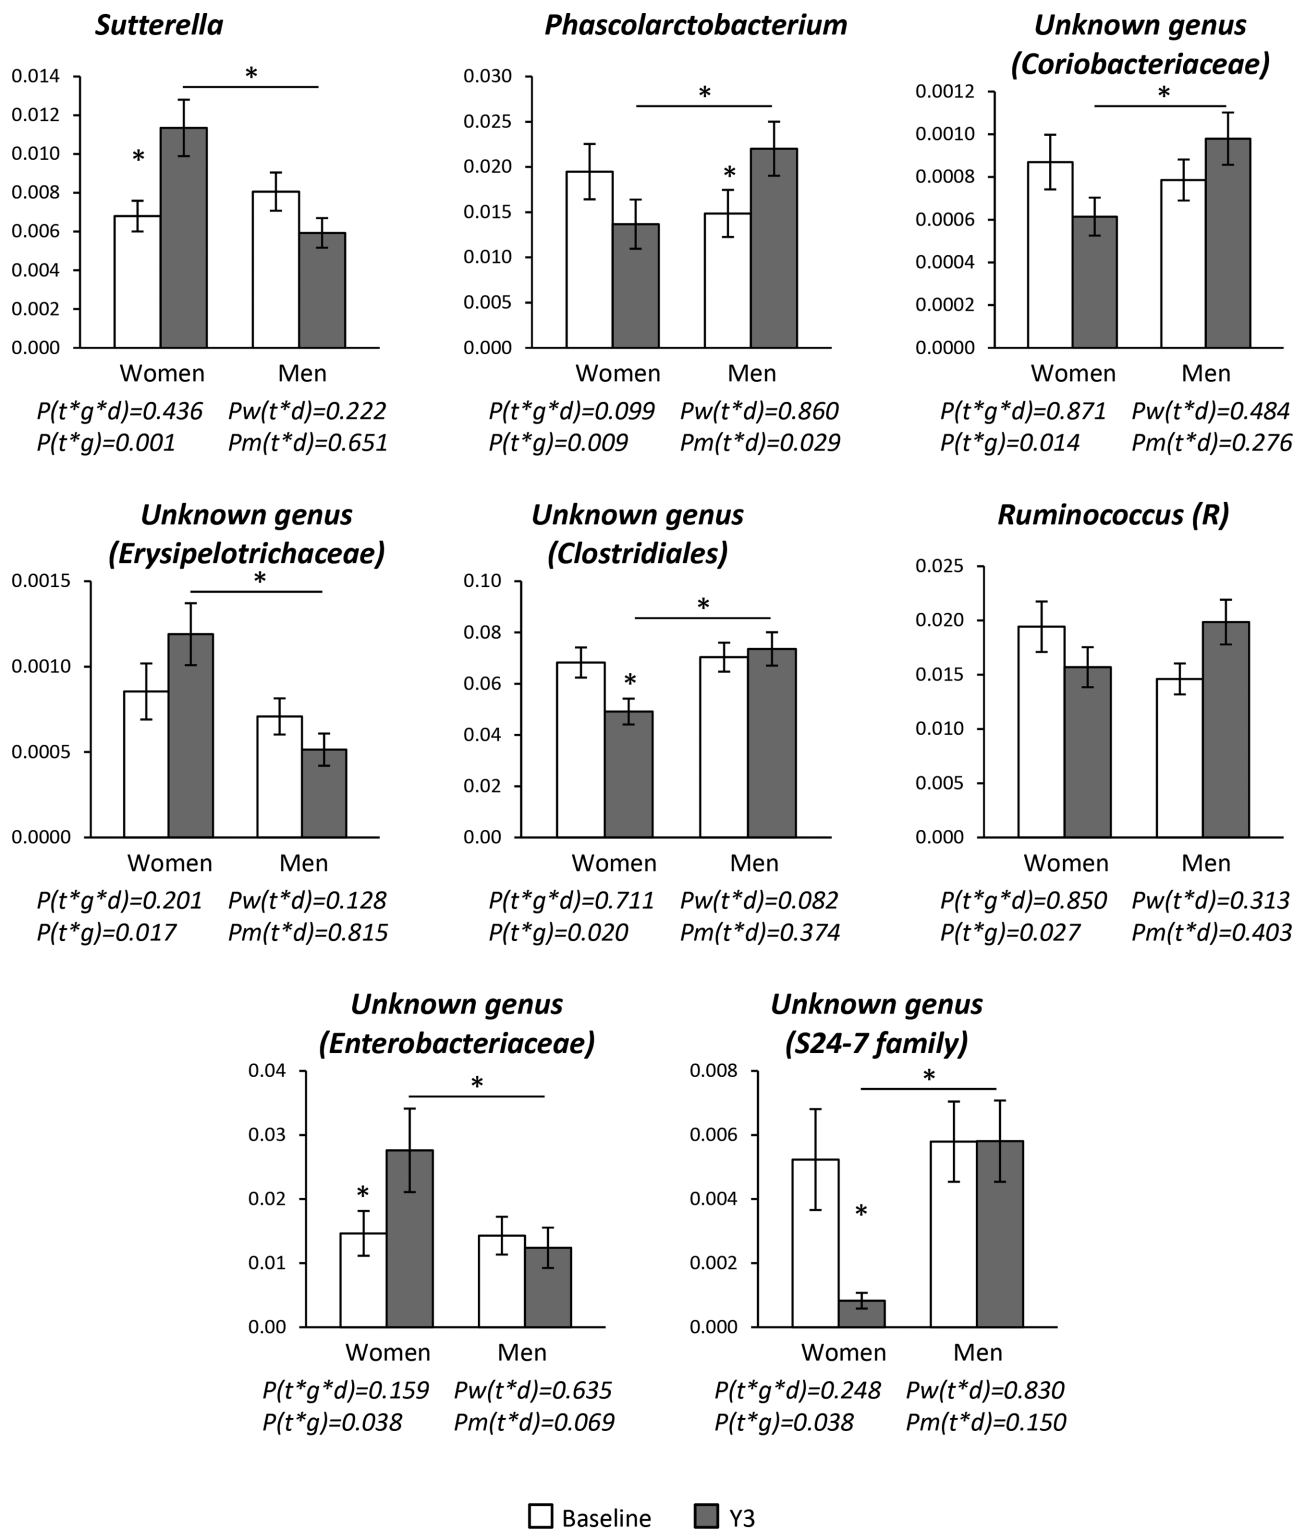 Sutterella
*
*
0.014
0.012
0.010
0.008
0.006
0.004
0.002
0.000
Women Men
P(t*g*d)=0.436 Pw(t*d)=0.222
P(t*g)=0.001 Pm(t*d)=0.651
Phascolarctobacterium
*
*
0.030
0.025
0.020
0.015
0.010
0.005
0.000
Women Men
P(t*g*d)=0.099 Pw(t*d)=0.860
P(t*g)=0.009 Pm(t*d)=0.029
Unknown genus
(Coriobacteriaceae)
*
0.0012
0.0010
0.0008
0.0006
0.0004
0.0002
0.0000
Women Men
P(t*g*d)=0.871 Pw(t*d)=0.484
P(t*g)=0.014 Pm(t*d)=0.276
Unknown genus
(Erysipelotrichaceae)
*
0.0015
0.0010
0.0005
0.0000
Women Men
P(t*g*d)=0.201 Pw(t*d)=0.128
P(t*g)=0.017 Pm(t*d)=0.815
Unknown genus
(Clostridiales)
*
*
0.10
0.08
0.06
0.04
0.02
0.00
Women Men
P(t*g*d)=0.711 Pw(t*d)=0.082
P(t*g)=0.020 Pm(t*d)=0.374
Ruminococcus (R)
0.025
0.020
0.015
0.010
0.005
0.000
Women Men
P(t*g*d)=0.850 Pw(t*d)=0.313
P(t*g)=0.027 Pm(t*d)=0.403
Unknown genus
(Enterobacteriaceae)
*
*
0.04
0.03
0.02
0.01
0.00
Women Men
P(t*g*d)=0.159 Pw(t*d)=0.635
P(t*g)=0.038 Pm(t*d)=0.069
Unknown genus
(S24-7 family)
*
*
0.008
0.006
0.004
0.002
0.000
Women Men
P(t*g*d)=0.248 Pw(t*d)=0.830
P(t*g)=0.038 Pm(t*d)=0.150
Baseline Y3